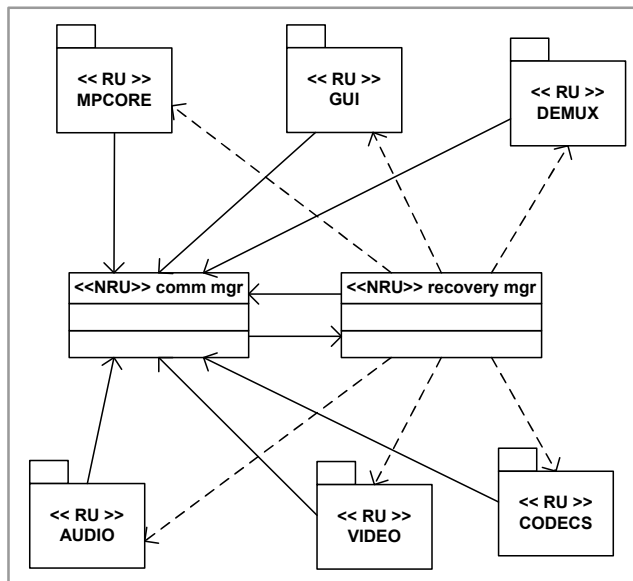 << RU >>
MPCORE
<< RU >>
GUI
<< RU >>
DEMUX
<<NRU>> comm mgr
<<NRU>> recovery mgr
<< RU >>
AUDIO
<< RU >>
VIDEO
<< RU >>
CODECS